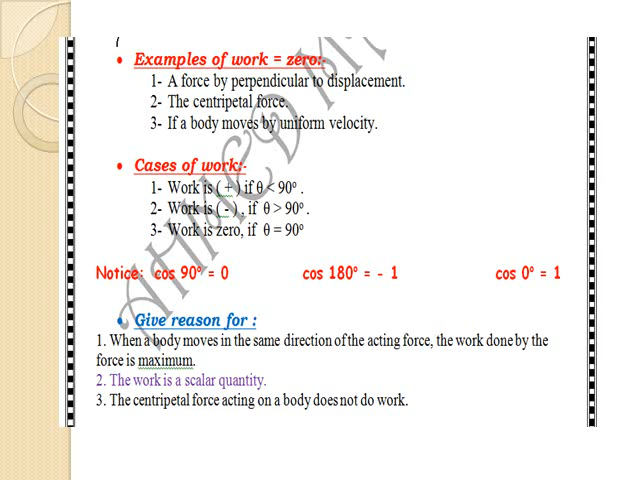 • Examples of work = zero:-
1- A force by perpendicular to displacement.
2- The centripetal force.
3- If a body moves by uniform velocity.
• Cases of work:-
1- Work is ( + ) if θ < 90º .
2- Work is ( - ) , if θ > 90º .
3- Work is zero, if θ = 90º
Notice: cos 90º = 0 cos 180º = - 1 cos 0º = 1
• Give reason for :
1. When a body moves in the same direction of the acting force, the work done by the
force is maximum.
2. The work is a scalar quantity.
3. The centripetal force acting on a body does not do work.
AHMED